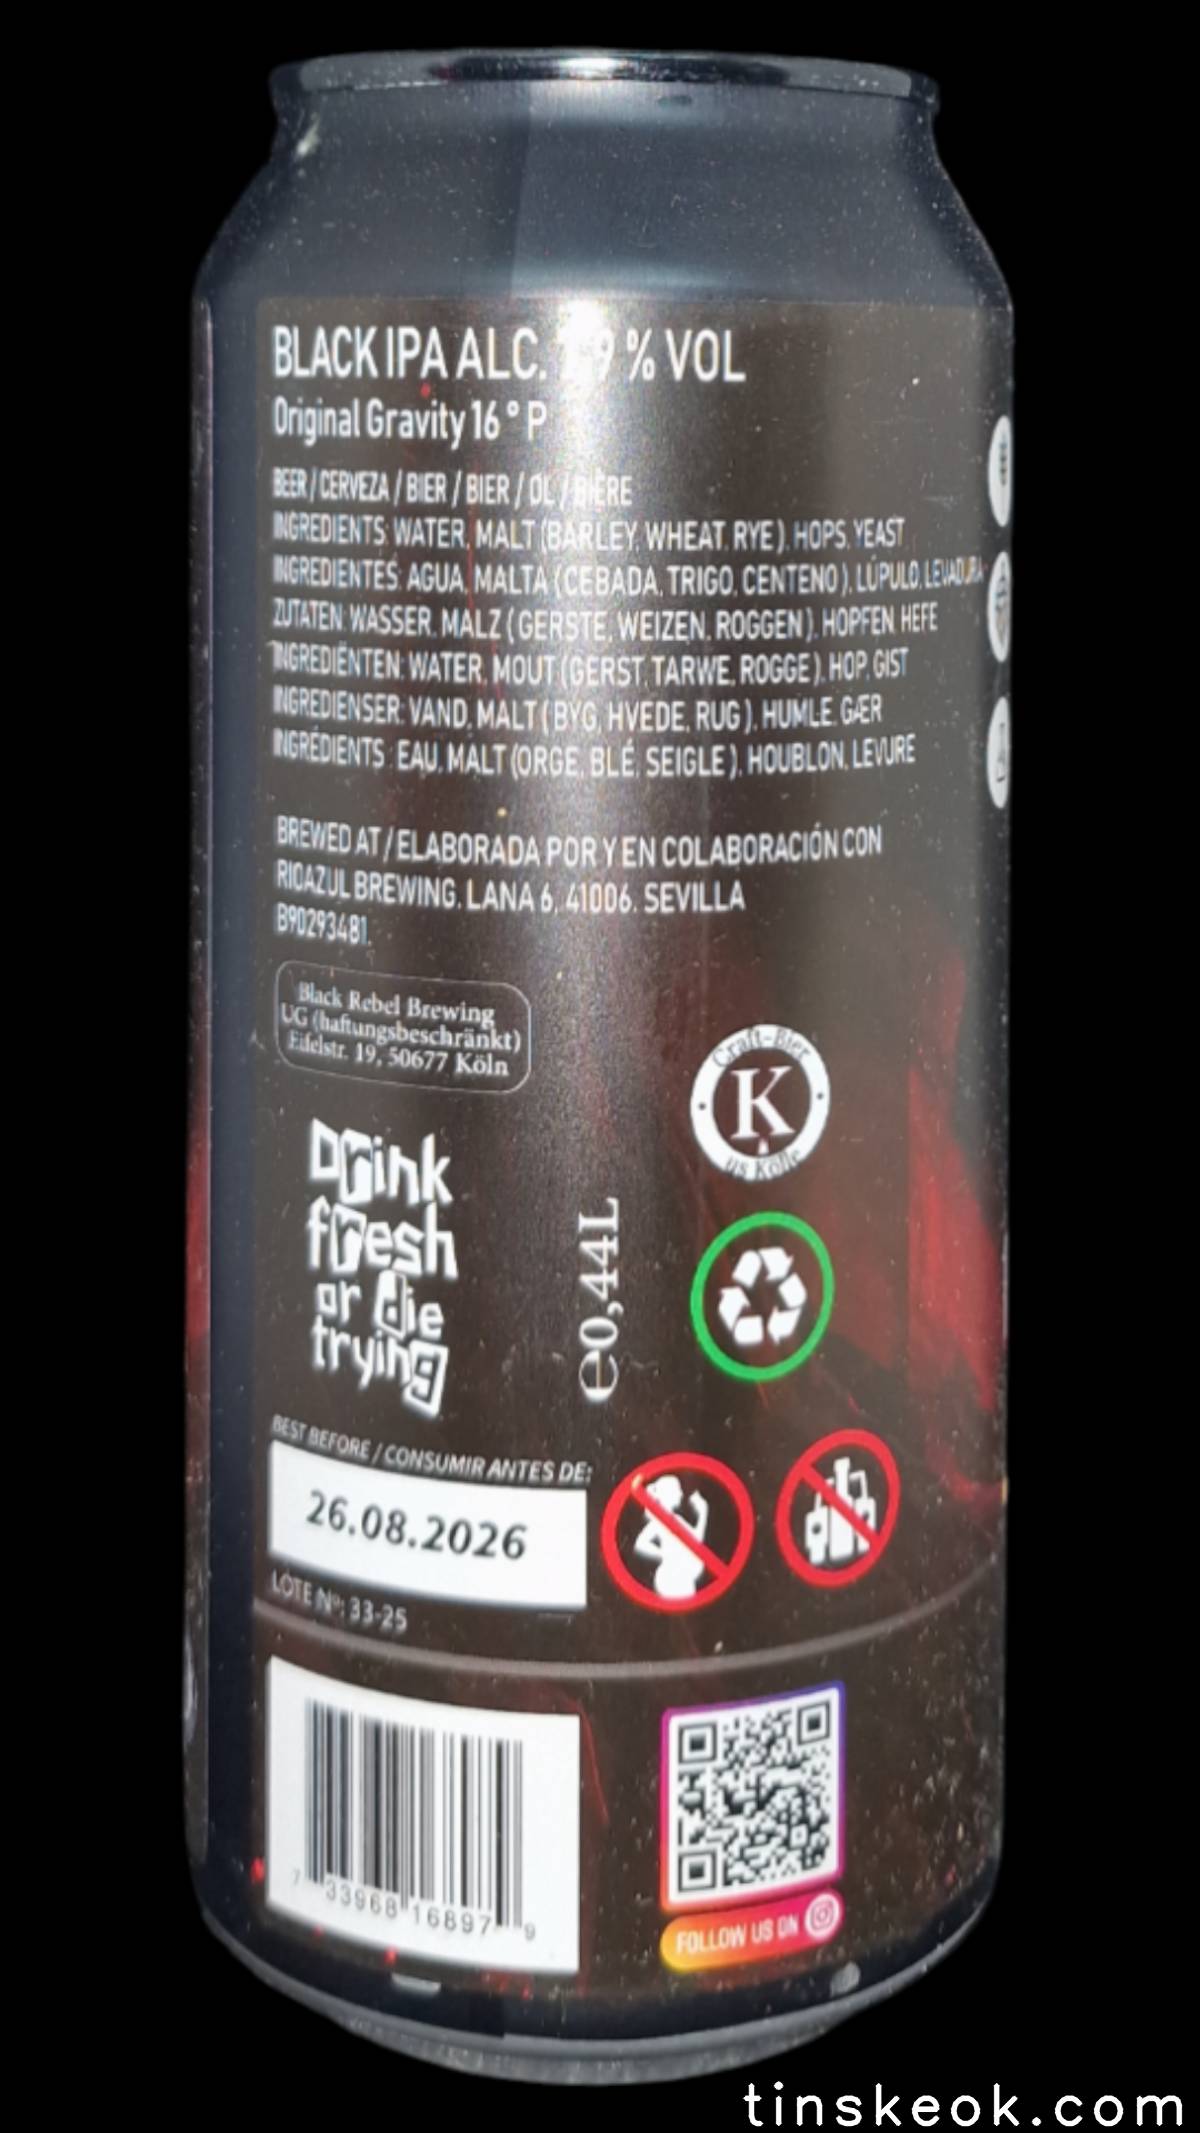 BLACK IPA ALC. % VOL
Original Gravity 16 ° P
BEER / CERVEZA / BIER / BIER / ØL / BIÈRE
INGREDIENTS: WATER, MALT (BARLEY, WHEAT, RYE ), HOPS, YEAST
INGREDIENTES: AGUA, MALTA (CEBADA, TRIGO, CENTENO ), LÚPULO, LEVADURA
ZUTATEN: WASSER, MALZ ( GERSTE, WEIZEN, ROGGEN ), HOPFEN, HEFE
INGREDIËNTEN: WATER, MOUT (GERST, TARWE, ROGGE ), HOP, GIST
INGREDIENSER: VAND, MALT ( BYG, HVEDE, RUG ), HUMLE, GÆR
INGRÉDIENTS : EAU, MALT (ORGE, BLÉ, SEIGLE ), HOUBLON, LEVURE
BREWED AT / ELABORADA POR Y EN COLABORACIÓN CON
RIOAZUL BREWING. LANA 6, 41006. SEVILLA
B90293481.
Black Rebel Brewing
UG (haftungsbeschränkt)
Eifelstr. 19, 50677 Köln
Craft-Bier
K
us Kölle
Drink
fresh
or die
trying
e0,44L
BEST BEFORE / CONSUMIR ANTES DE:
26.08.2026
LOTE Nº: 33-25
7 33968 16897 9
FOLLOW US ON
tinskeok.com